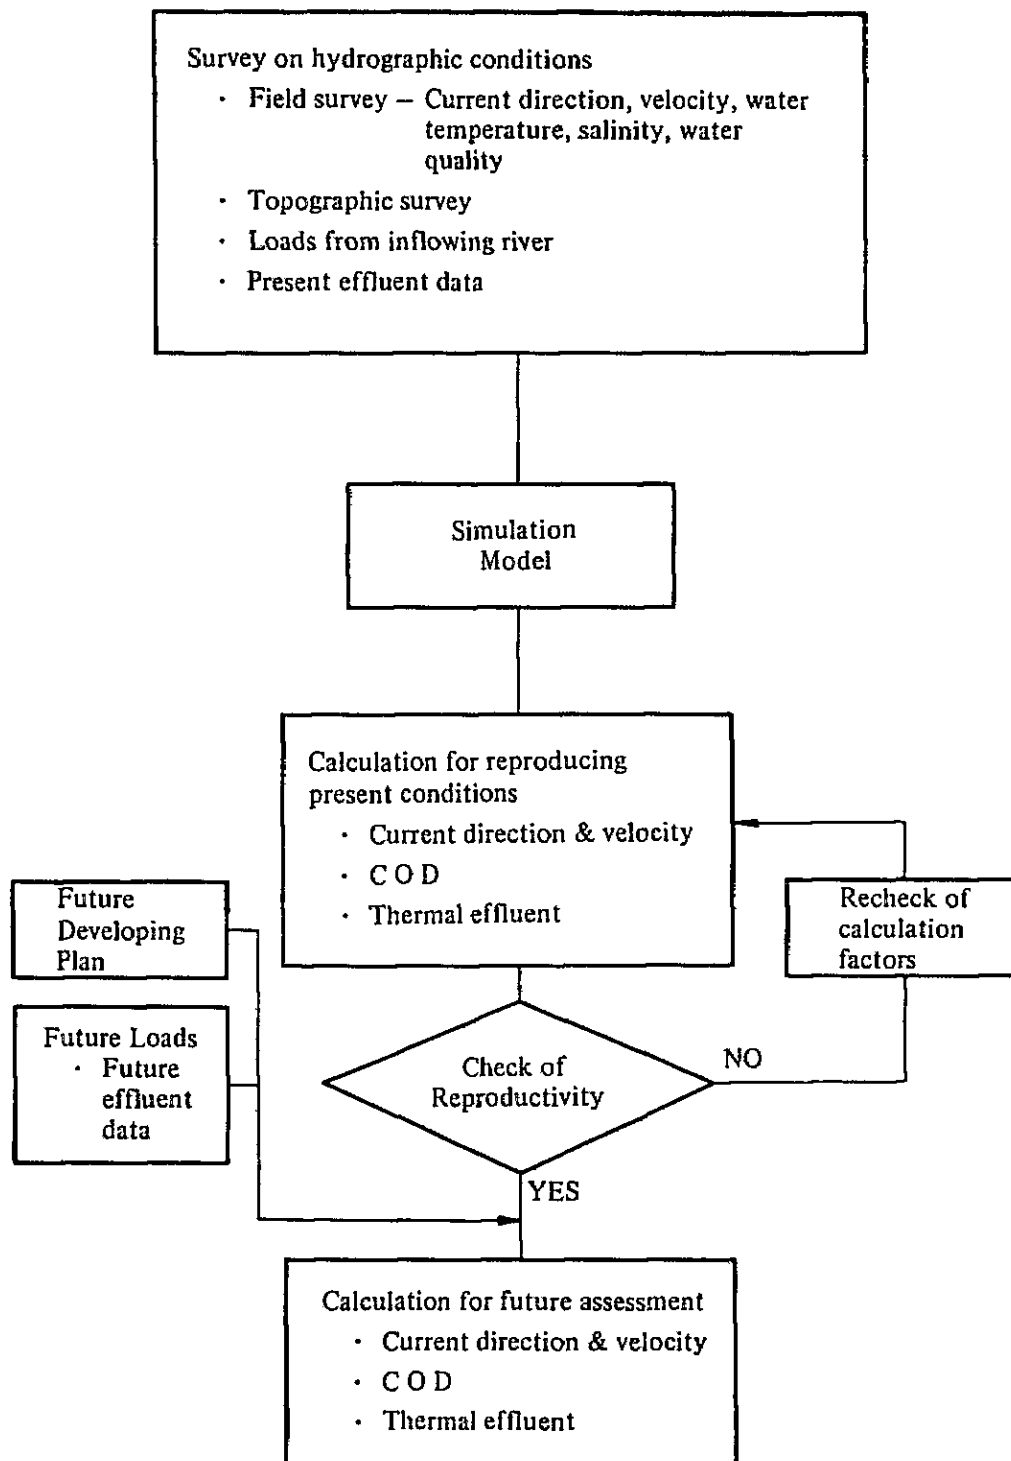 Survey on hydrographic conditions
· Field survey – Current direction, velocity, water
temperature, salinity, water
quality
· Topographic survey
· Loads from inflowing river
· Present effluent data
Simulation
Model
Calculation for reproducing
present conditions
· Current direction & velocity
· C O D
· Thermal effluent
Future
Developing
Plan
Recheck of
calculation
factors
Future Loads
· Future
effluent
data
Check of
Reproductivity
NO
YES
Calculation for future assessment
· Current direction & velocity
· C O D
· Thermal effluent